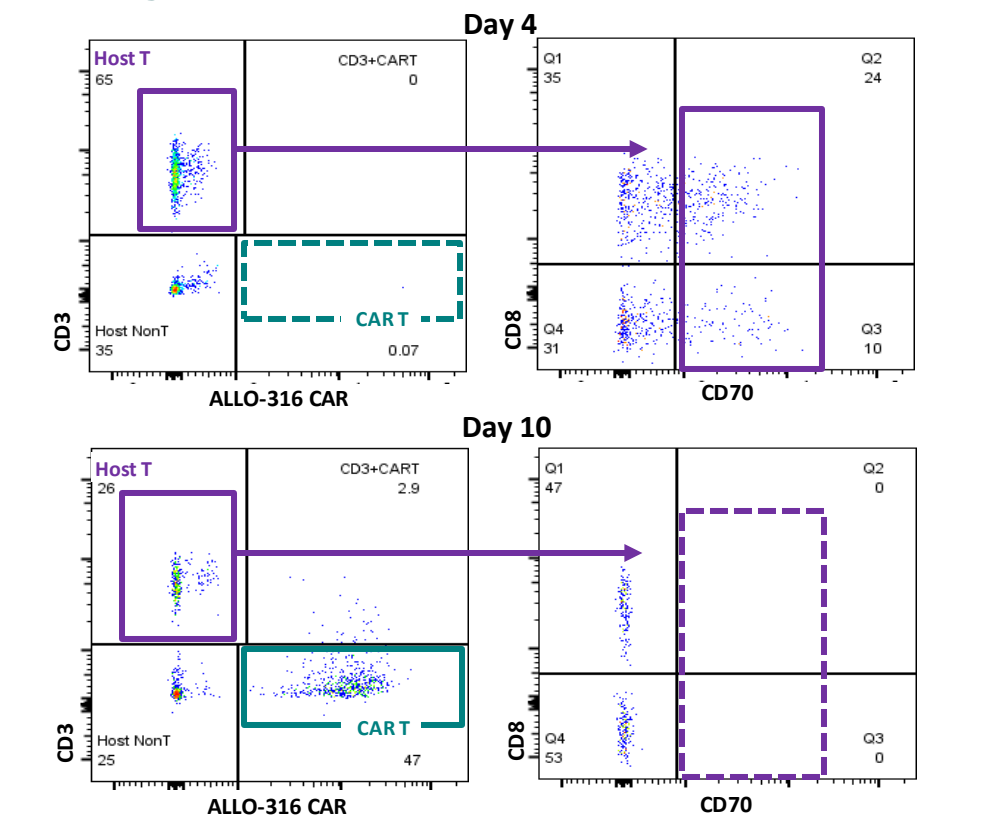 Day 4
Host T
65
CD3+CART
0
Q1
35
Q2
24
CD3
CART
Host NonT
35
0.07
CD8
Q4
31
Q3
10
ALLO-316 CAR
CD70
Day 10
Host T
26
CD3+CART
2.9
Q1
47
Q2
0
CD3
CART
Host NonT
25
47
CD8
Q4
53
Q3
0
ALLO-316 CAR
CD70